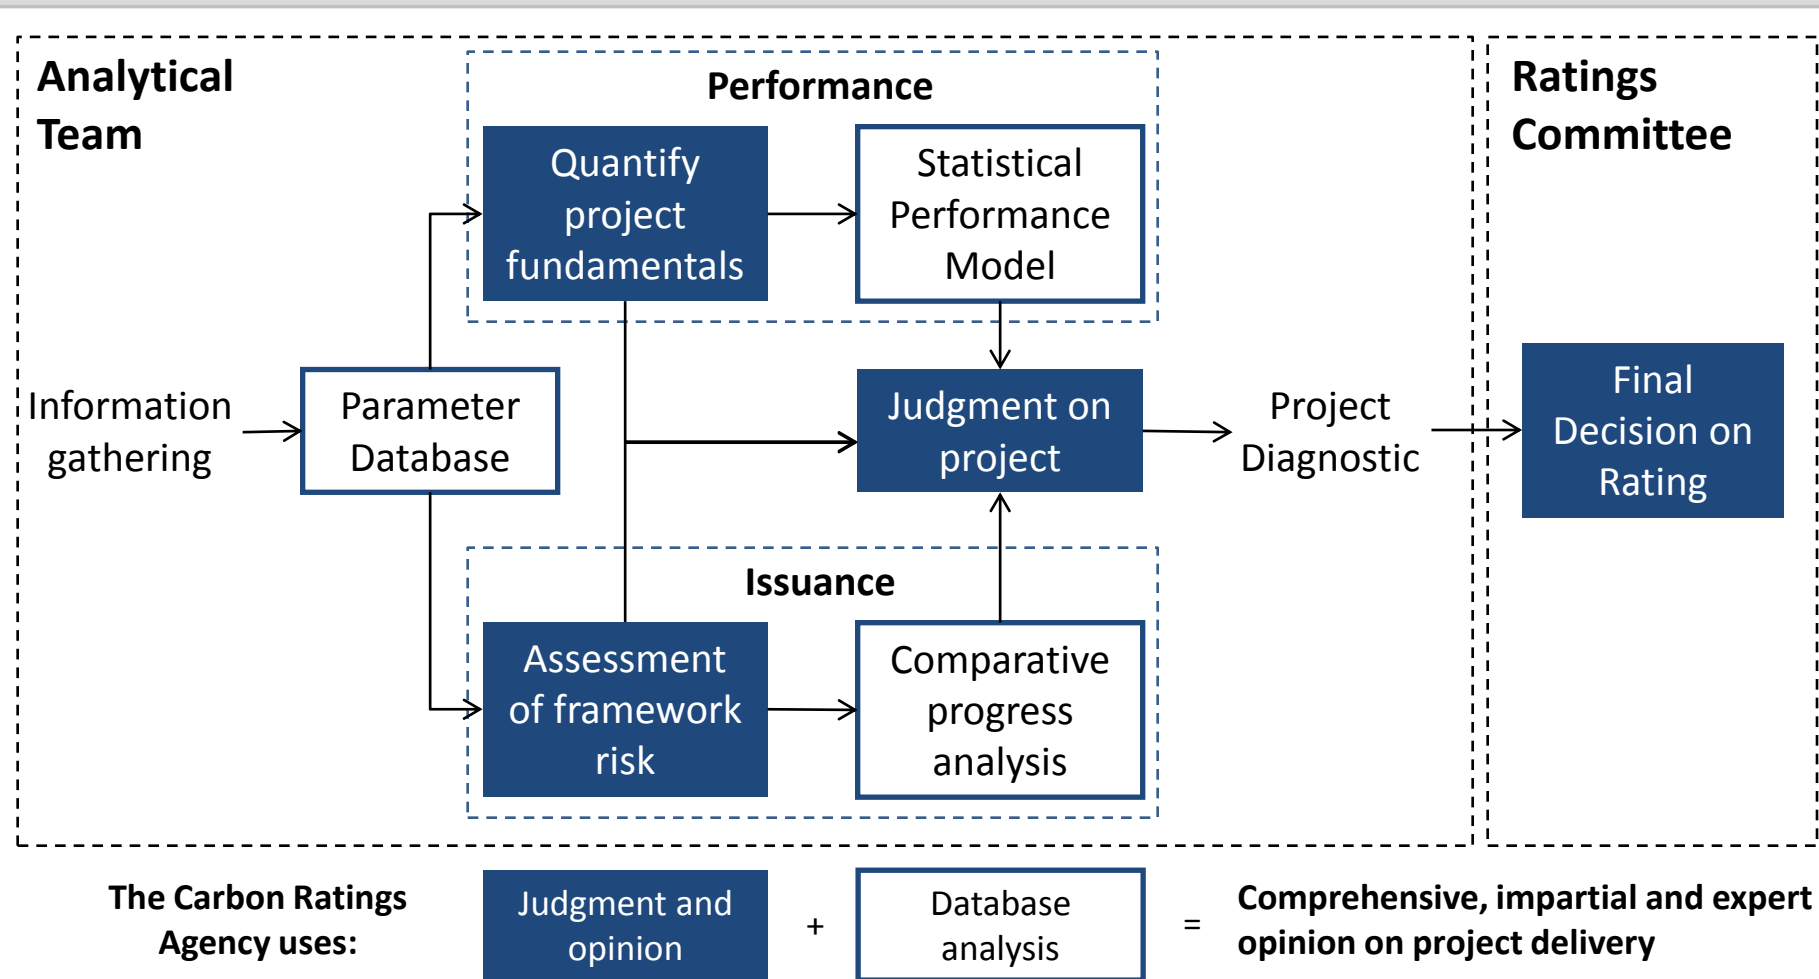 Analytical
Team
Performance
Quantify
project
fundamentals
Statistical
Performance
Model
Ratings
Committee
Information
gathering
Parameter
Database
Judgment on
project
Project
Diagnostic
Final
Decision on
Rating
Issuance
Assessment
of framework
risk
Comparative
progress
analysis
The Carbon Ratings
Agency uses:
Judgment and
opinion
+
Database
analysis
=
Comprehensive, impartial and expert
opinion on project delivery